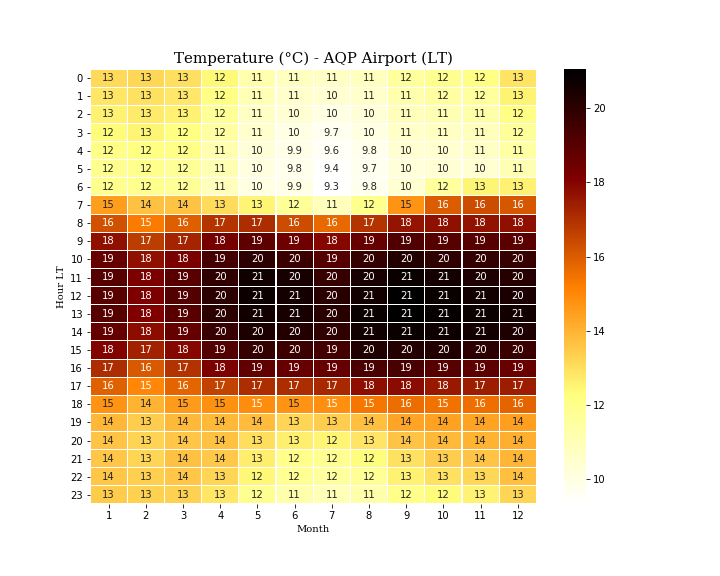 Temperature (°C) - AQP Airport (LT)
Hour LT
0 13 13 13 12 11 11 11 11 12 12 12 13
1 13 13 13 12 11 11 10 11 11 12 12 13
2 13 13 13 12 11 10 10 10 11 11 11 12
3 12 13 12 12 11 10 9.7 10 11 11 11 12
4 12 12 12 11 10 9.9 9.6 9.8 10 10 11 11
5 12 12 12 11 10 9.8 9.4 9.7 10 10 10 11
6 12 12 12 11 10 9.9 9.3 9.8 10 12 13 13
7 15 14 14 13 13 12 11 12 15 16 16 16
8 16 15 16 17 17 16 16 17 18 18 18 18
9 18 17 17 18 19 19 18 19 19 19 19 19
10 19 18 18 19 20 20 19 20 20 20 20 20
11 19 18 19 20 21 20 20 20 21 21 20 20
12 19 18 19 20 21 21 20 21 21 21 21 20
13 19 18 19 20 21 21 20 21 21 21 21 21
14 19 18 19 20 20 20 20 21 21 21 21 20
15 18 17 18 19 20 20 19 20 20 20 20 20
16 17 16 17 18 19 19 19 19 19 19 19 19
17 16 15 16 17 17 17 17 18 18 18 17 17
18 15 14 15 15 15 15 15 15 16 15 16 16
19 14 13 14 14 14 13 13 14 14 14 14 14
20 14 13 14 14 13 13 12 13 14 14 14 14
21 14 13 14 13 13 12 12 12 13 13 14 14
22 14 13 14 13 12 12 12 12 13 13 13 14
23 13 13 13 13 12 11 11 11 12 12 13 13
1 2 3 4 5 6 7 8 9 10 11 12
Month
20
18
16
14
12
10